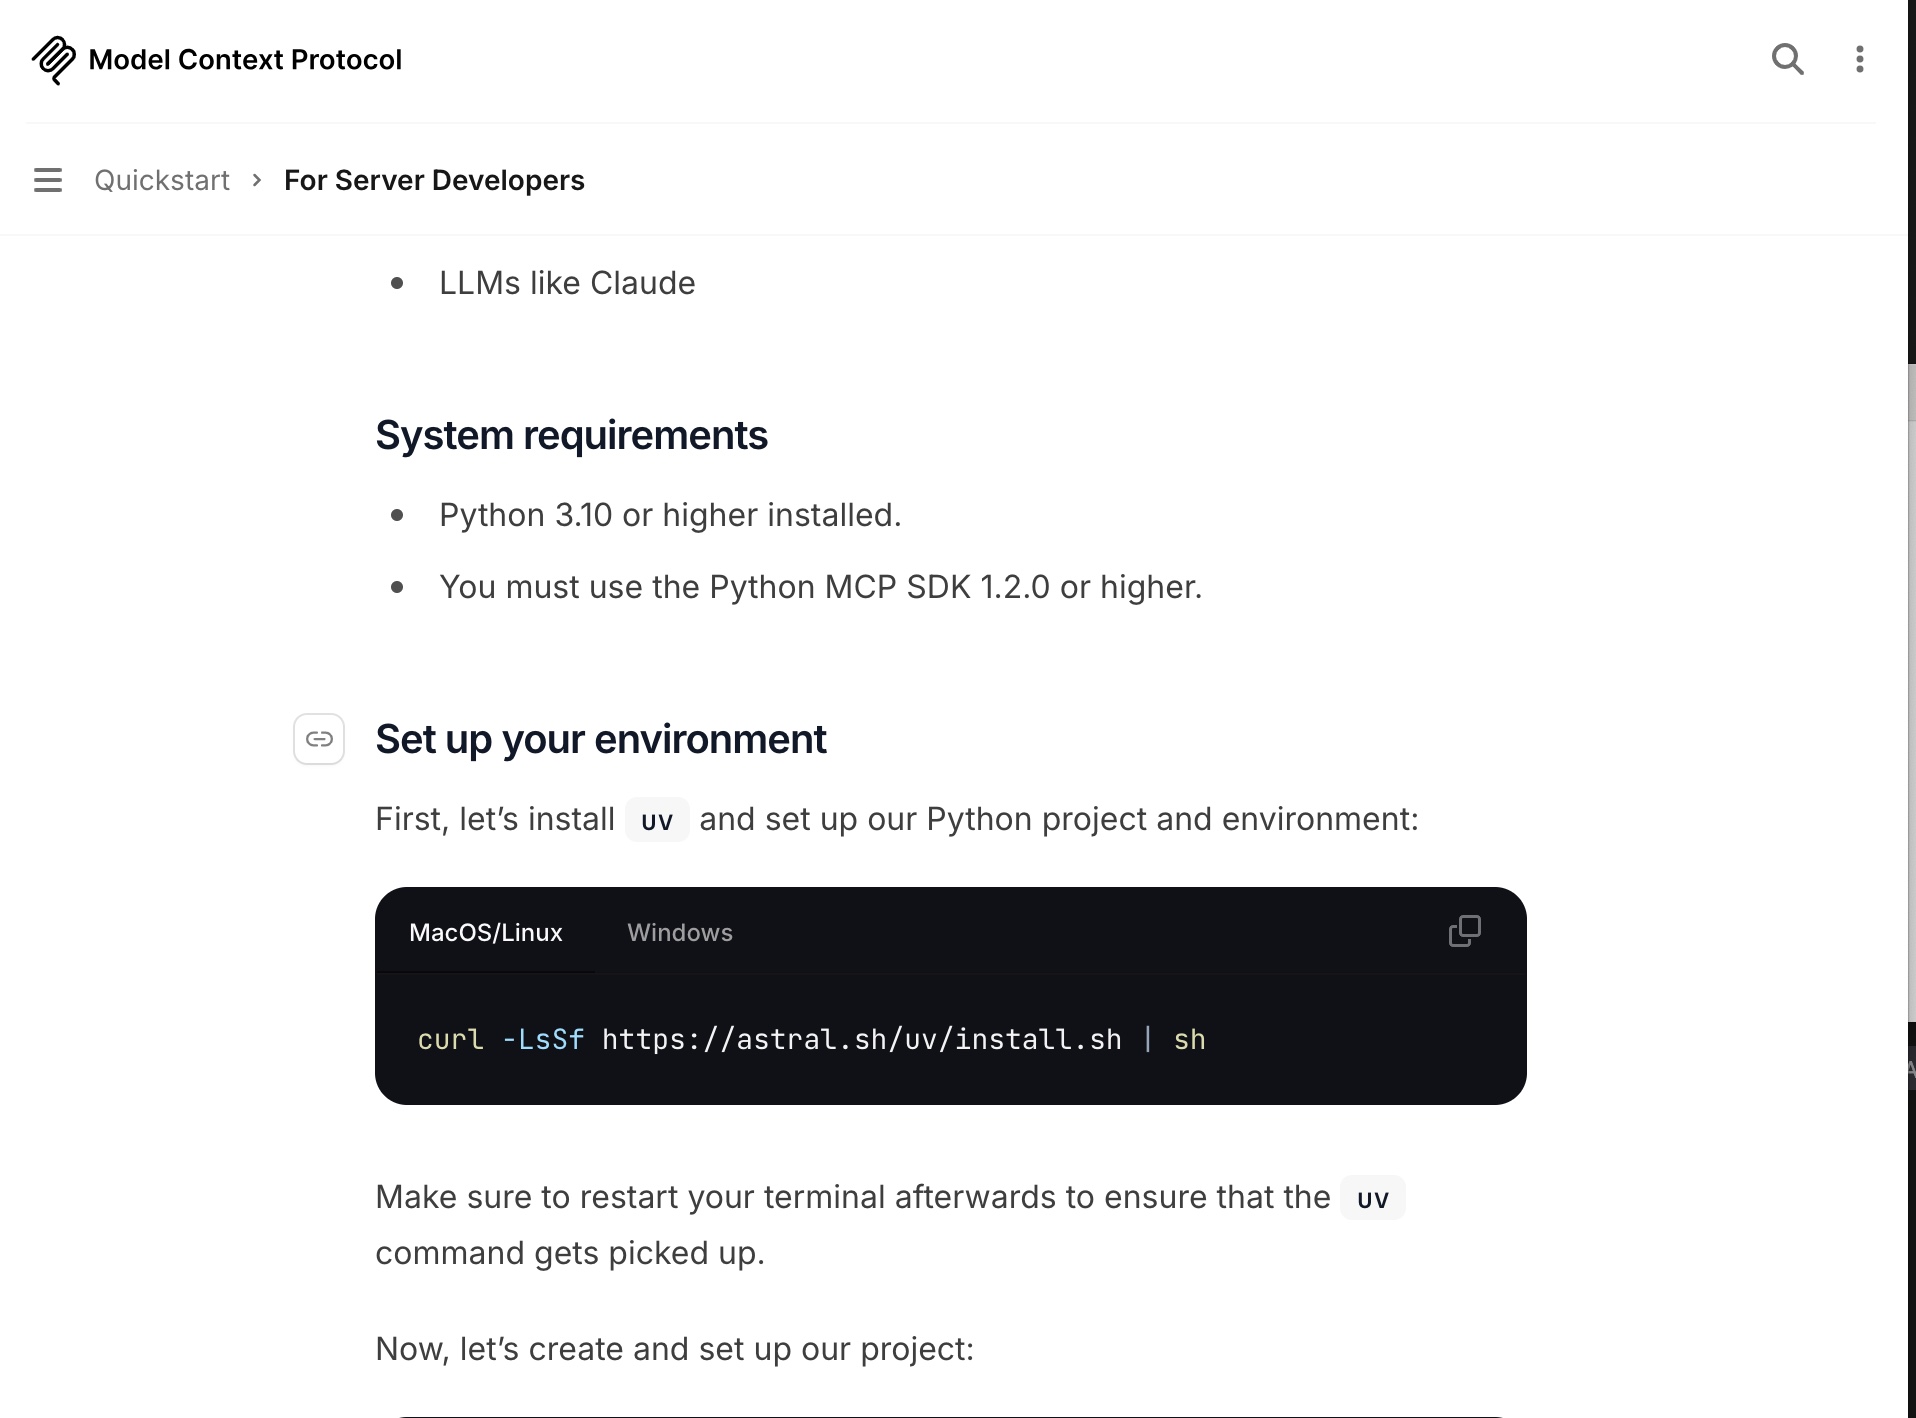 Model Context Protocol
Quickstart > For Server Developers
• LLMs like Claude
System requirements
• Python 3.10 or higher installed.
• You must use the Python MCP SDK 1.2.0 or higher.
Set up your environment
First, let’s install uv and set up our Python project and environment:
MacOS/Linux Windows
curl -LsSf https://astral.sh/uv/install.sh | sh
Make sure to restart your terminal afterwards to ensure that the uv
command gets picked up.
Now, let’s create and set up our project: